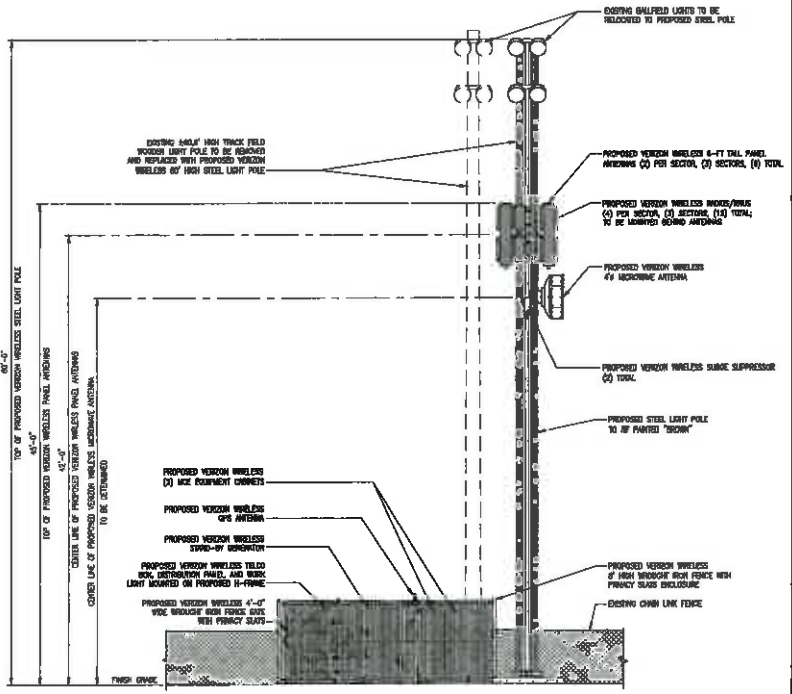 EXISTING BALLFIELD LIGHTS TO BE
RELOCATED TO PROPOSED STEEL POLE
EXISTING ±60.0' HIGH TRACK FIELD
WOODEN LIGHT POLE TO BE REMOVED
AND REPLACED WITH PROPOSED VERIZON
WIRELESS 60' HIGH STEEL LIGHT POLE
PROPOSED VERIZON WIRELESS 6-FT TALL PANEL
ANTENNAS (2) PER SECTOR, (3) SECTORS, (6) TOTAL
PROPOSED VERIZON WIRELESS RADIOS/RRUS
(4) PER SECTOR, (3) SECTORS, (12) TOTAL;
TO BE MOUNTED BEHIND ANTENNAS
PROPOSED VERIZON WIRELESS
4'ø MICROWAVE ANTENNA
PROPOSED VERIZON WIRELESS SURGE SUPPRESSOR
(2) TOTAL
PROPOSED STEEL LIGHT POLE
TO BE PAINTED "BROWN"
60'-0"
TOP OF PROPOSED VERIZON WIRELESS STEEL LIGHT POLE
45'-0"
TOP OF PROPOSED VERIZON WIRELESS PANEL ANTENNAS
42'-0"
CENTER LINE OF PROPOSED VERIZON WIRELESS PANEL ANTENNAS
CENTER LINE OF PROPOSED VERIZON WIRELESS MICROWAVE ANTENNA
TO BE DETERMINED
PROPOSED VERIZON WIRELESS
(3) MCE EQUIPMENT CABINETS
PROPOSED VERIZON WIRELESS
GPS ANTENNA
PROPOSED VERIZON WIRELESS
STAND-BY GENERATOR
PROPOSED VERIZON WIRELESS TELCO
BOX, DISTRIBUTION PANEL, AND WORK
LIGHT MOUNTED ON PROPOSED H-FRAME
PROPOSED VERIZON WIRELESS 4'-0"
WIDE WROUGHT IRON FENCE GATE
WITH PRIVACY SLATS
PROPOSED VERIZON WIRELESS
8' HIGH WROUGHT IRON FENCE WITH
PRIVACY SLATS ENCLOSURE
EXISTING CHAIN LINK FENCE
FINISH GRADE